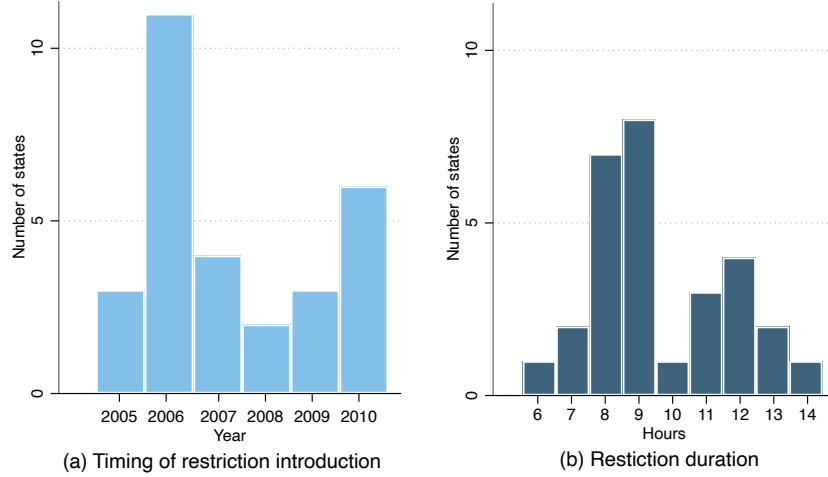 Number of states
10
5
0
2005 2006 2007 2008 2009 2010
Year
(a) Timing of restriction introduction
Number of states
10
5
0
6 7 8 9 10 11 12 13 14
Hours
(b) Restiction duration